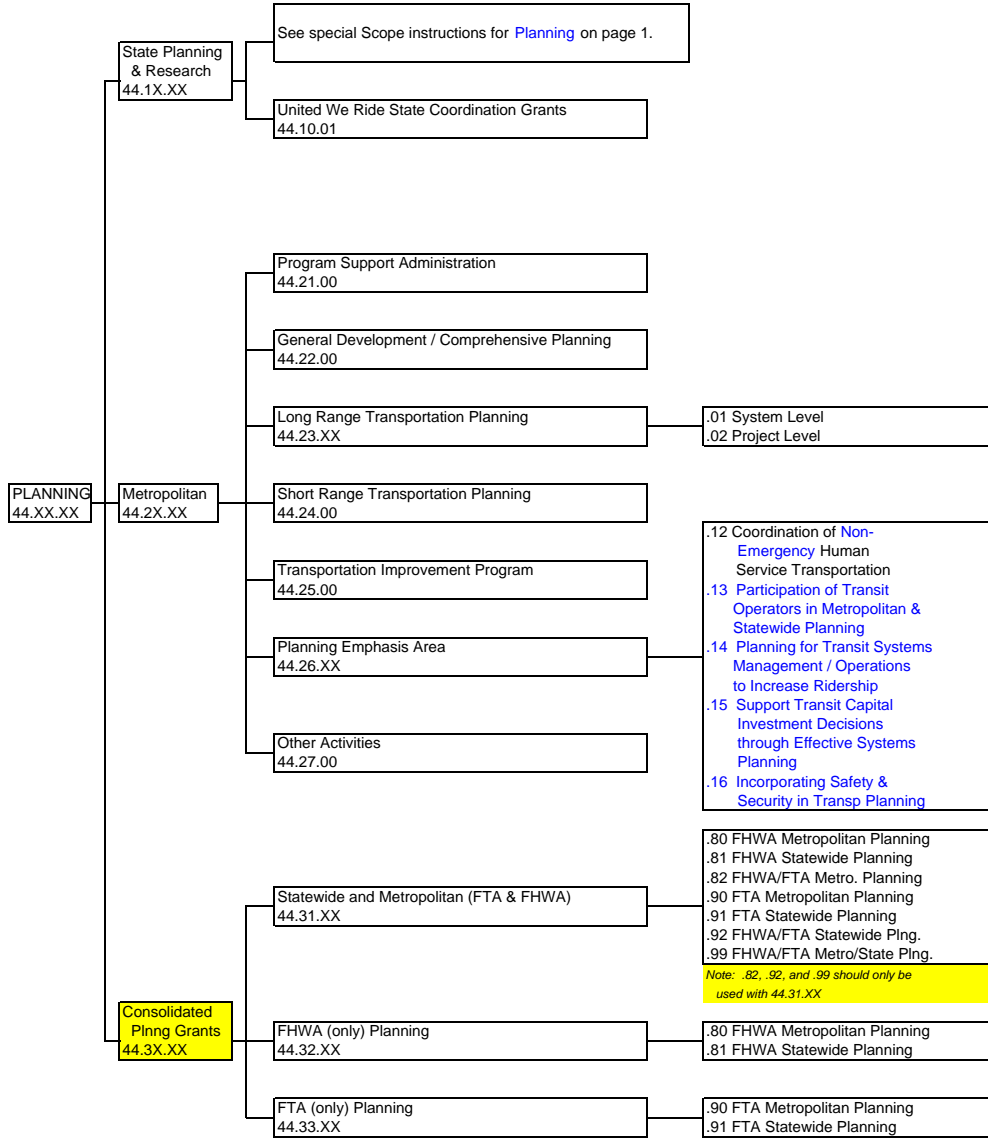 See special Scope instructions for Planning on page 1.
State Planning
& Research
44.1X.XX
United We Ride State Coordination Grants
44.10.01
Program Support Administration
44.21.00
General Development / Comprehensive Planning
44.22.00
Long Range Transportation Planning
44.23.XX
.01 System Level
.02 Project Level
PLANNING
44.XX.XX
Metropolitan
44.2X.XX
Short Range Transportation Planning
44.24.00
Transportation Improvement Program
44.25.00
Planning Emphasis Area
44.26.XX
.12 Coordination of Non-
Emergency Human
Service Transportation
.13 Participation of Transit
Operators in Metropolitan &
Statewide Planning
.14 Planning for Transit Systems
Management / Operations
to Increase Ridership
.15 Support Transit Capital
Investment Decisions
through Effective Systems
Planning
.16 Incorporating Safety &
Security in Transp Planning
Other Activities
44.27.00
Statewide and Metropolitan (FTA & FHWA)
44.31.XX
.80 FHWA Metropolitan Planning
.81 FHWA Statewide Planning
.82 FHWA/FTA Metro. Planning
.90 FTA Metropolitan Planning
.91 FTA Statewide Planning
.92 FHWA/FTA Statewide Plng.
.99 FHWA/FTA Metro/State Plng.
Note: .82, .92, and .99 should only be
used with 44.31.XX
Consolidated
Plnng Grants
44.3X.XX
FHWA (only) Planning
44.32.XX
.80 FHWA Metropolitan Planning
.81 FHWA Statewide Planning
FTA (only) Planning
44.33.XX
.90 FTA Metropolitan Planning
.91 FTA Statewide Planning